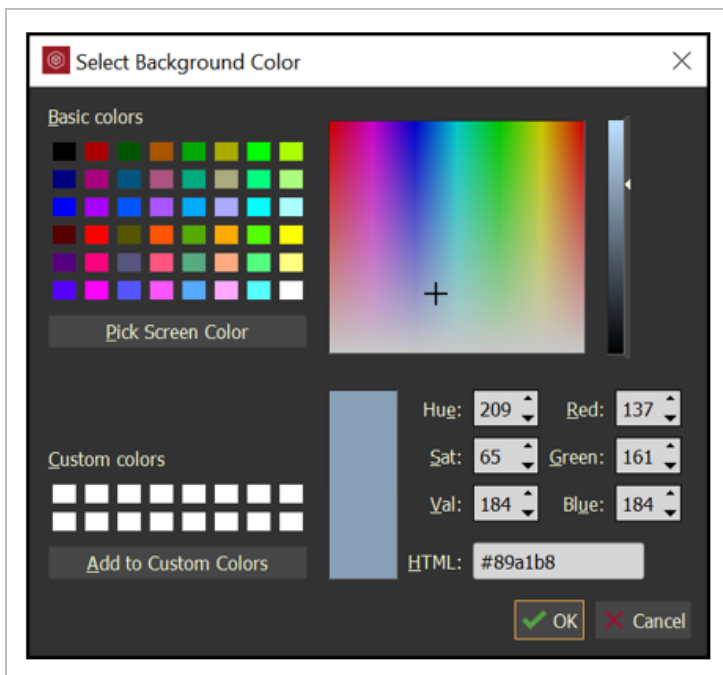 Select Background Color
Basic colors
Pick Screen Color
Hue: 209 Red: 137
Custom colors
Sat: 65 Green: 161
Val: 184 Blue: 184
Add to Custom Colors
HTML: #89a1b8
OK Cancel